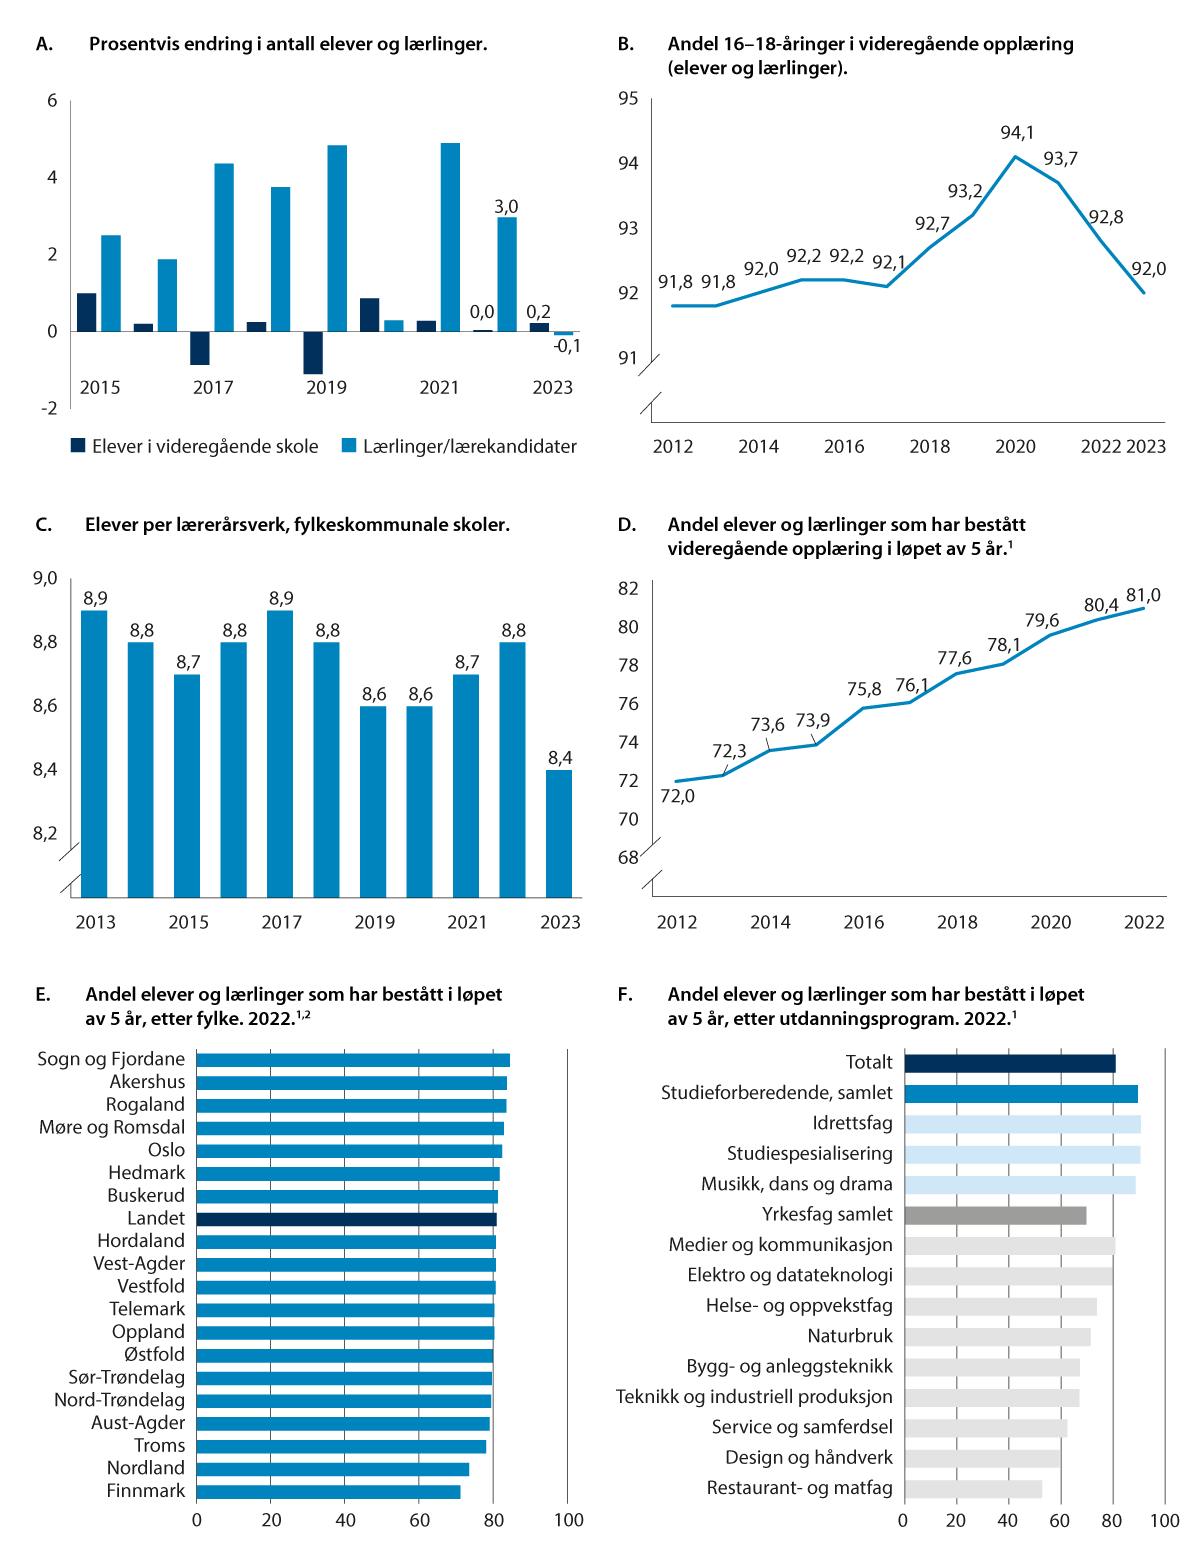 A. Prosentvis endring i antall elever og lærlinger.
6
4
2
0
-2
3,0
0,0
0,2
-0,1
2015 2017 2019 2021 2023
Elever i videregående skole Lærlinger/lærekandidater
B. Andel 16–18-åringer i videregående opplæring
(elever og lærlinger).
95
94
93
92
91
91,8 91,8 92,0 92,2 92,2 92,1 92,7 93,2 94,1 93,7 92,8 92,0
2012 2014 2016 2018 2020 2022 2023
C. Elever per lærerårsverk, fylkeskommunale skoler.
9,0
8,8
8,6
8,4
8,2
8,9 8,8 8,7 8,8 8,9 8,8 8,6 8,6 8,7 8,8 8,4
2013 2015 2017 2019 2021 2023
D. Andel elever og lærlinger som har bestått
videregående opplæring i løpet av 5 år.¹
82
80
78
76
74
72
70
68
72,0 72,3 73,6 73,9 75,8 76,1 77,6 78,1 79,6 80,4 81,0
2012 2014 2016 2018 2020 2022
E. Andel elever og lærlinger som har bestått i løpet
av 5 år, etter fylke. 2022.¹,²
Sogn og Fjordane
Akershus
Rogaland
Møre og Romsdal
Oslo
Hedmark
Buskerud
Landet
Hordaland
Vest-Agder
Vestfold
Telemark
Oppland
Østfold
Sør-Trøndelag
Nord-Trøndelag
Aust-Agder
Troms
Nordland
Finnmark
0 20 40 60 80 100
F. Andel elever og lærlinger som har bestått i løpet
av 5 år, etter utdanningsprogram. 2022.¹
Totalt
Studieforberedende, samlet
Idrettsfag
Studiespesialisering
Musikk, dans og drama
Yrkesfag samlet
Medier og kommunikasjon
Elektro og datateknologi
Helse- og oppvekstfag
Naturbruk
Bygg- og anleggsteknikk
Teknikk og industriell produksjon
Service og samferdsel
Design og håndverk
Restaurant- og matfag
0 20 40 60 80 100